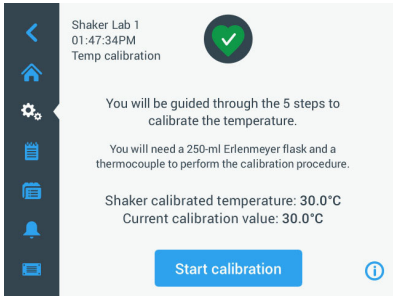 Shaker Lab 1
01:47:34PM
Temp calibration
You will be guided through the 5 steps to
calibrate the temperature.
You will need a 250-ml Erlenmeyer flask and a
thermocouple to perform the calibration procedure.
Shaker calibrated temperature: 30.0°C
Current calibration value: 30.0°C
Start calibration